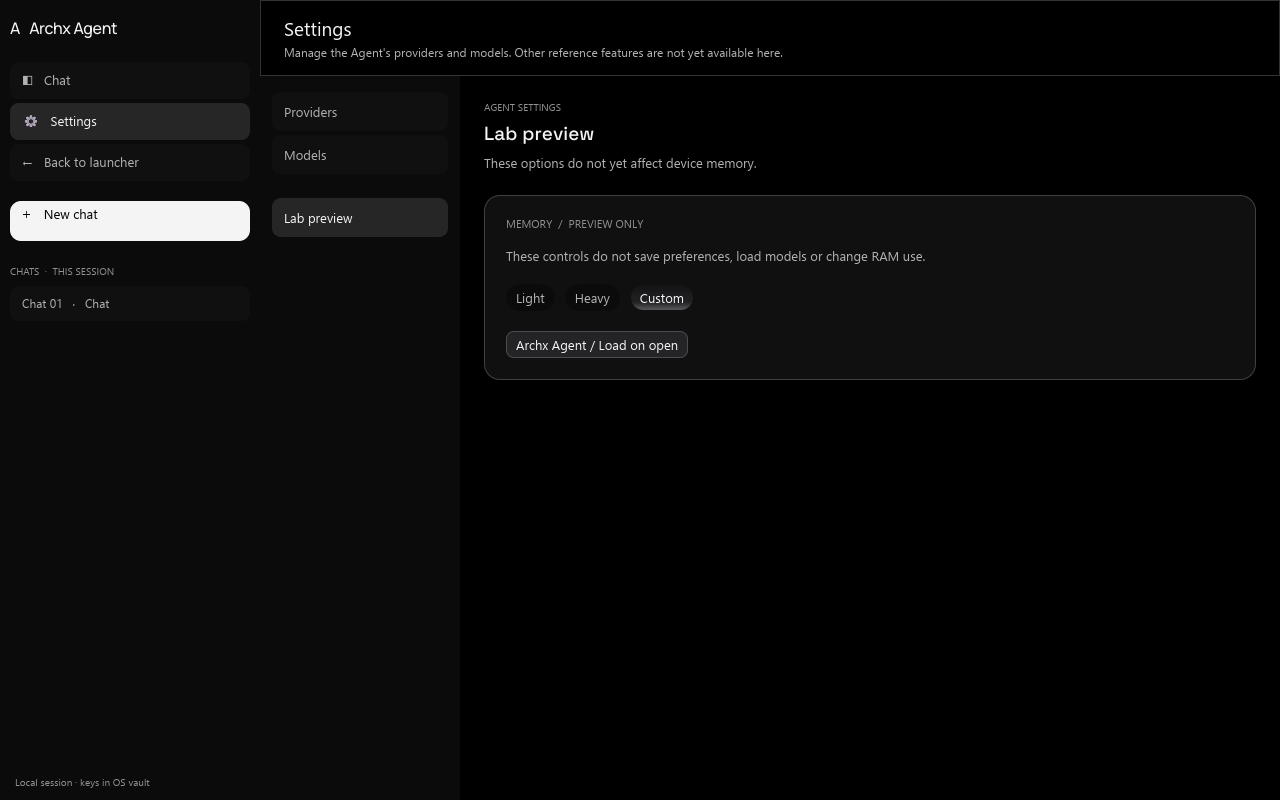 A Archx Agent
Chat
Settings
← Back to launcher
+ New chat
CHATS · THIS SESSION
Chat 01 · Chat
Local session · keys in OS vault
Settings
Manage the Agent's providers and models. Other reference features are not yet available here.
Providers
Models
Lab preview
AGENT SETTINGS
Lab preview
These options do not yet affect device memory.
MEMORY / PREVIEW ONLY
These controls do not save preferences, load models or change RAM use.
Light Heavy Custom
Archx Agent / Load on open